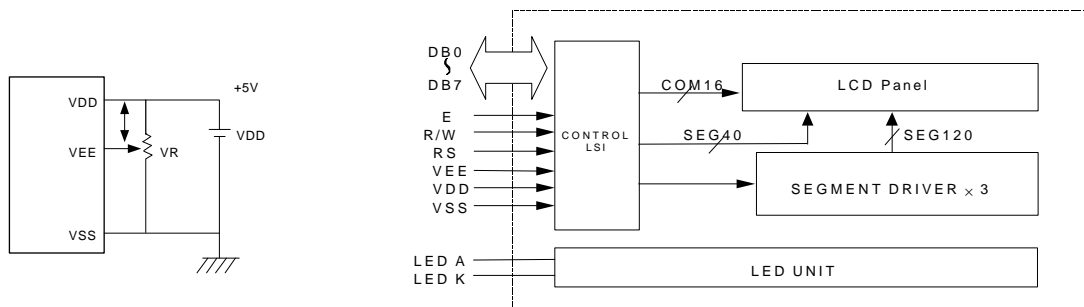 VDD
VEE
VSS
VR
+5V
VDD
DB0
DB7
E
R/W
RS
VEE
VDD
VSS
LED A
LED K
CONTROL
LSI
COM16
SEG40
SEG120
LCD Panel
SEGMENT DRIVER × 3
LED UNIT